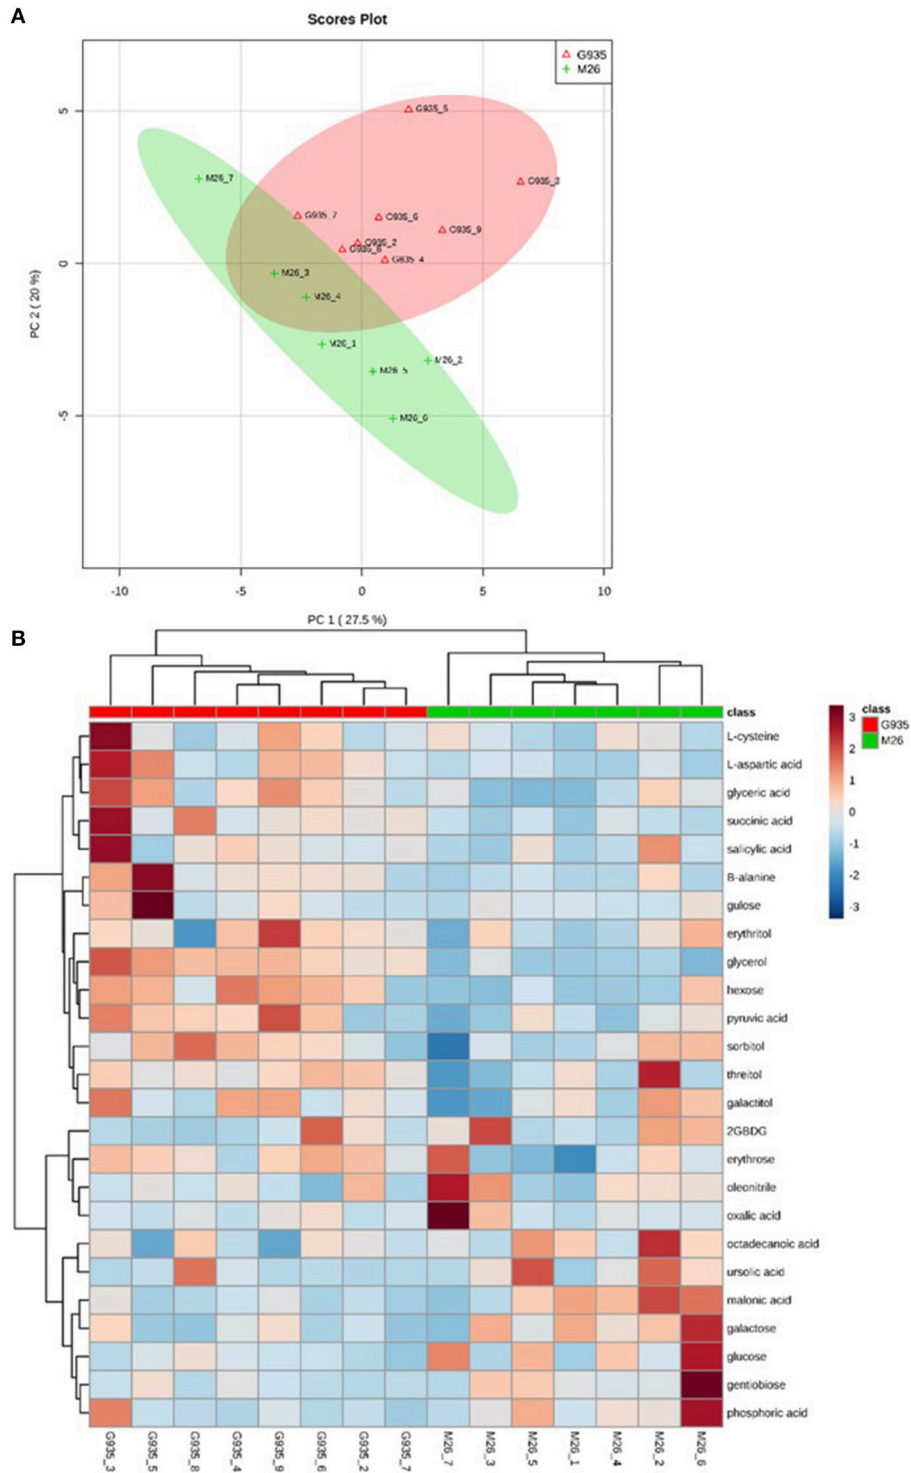 A
Scores Plot
G935
M26
G935_5
M26_7
G935_3
G935_7
G935_6
G935_9
G935_2
G935_8
G935_4
M26_3
M26_4
M26_1
M26_2
M26_5
M26_6
PC 2 ( 20 %)
5
0
-5
-10
-5
0
5
10
PC 1 ( 27.5 %)
B
class
L-cysteine
L-aspartic acid
glyceric acid
succinic acid
salicylic acid
B-alanine
gulose
erythritol
glycerol
hexose
pyruvic acid
sorbitol
threitol
galactitol
2GBDG
erythrose
oleonitrile
oxalic acid
octadecanoic acid
ursolic acid
malonic acid
galactose
glucose
gentiobiose
phosphoric acid
3
2
1
0
-1
-2
-3
class
G935
M26
G935_3
G935_5
G935_8
G935_4
G935_9
G935_6
G935_2
G935_7
M26_7
M26_3
M26_5
M26_1
M26_4
M26_2
M26_6